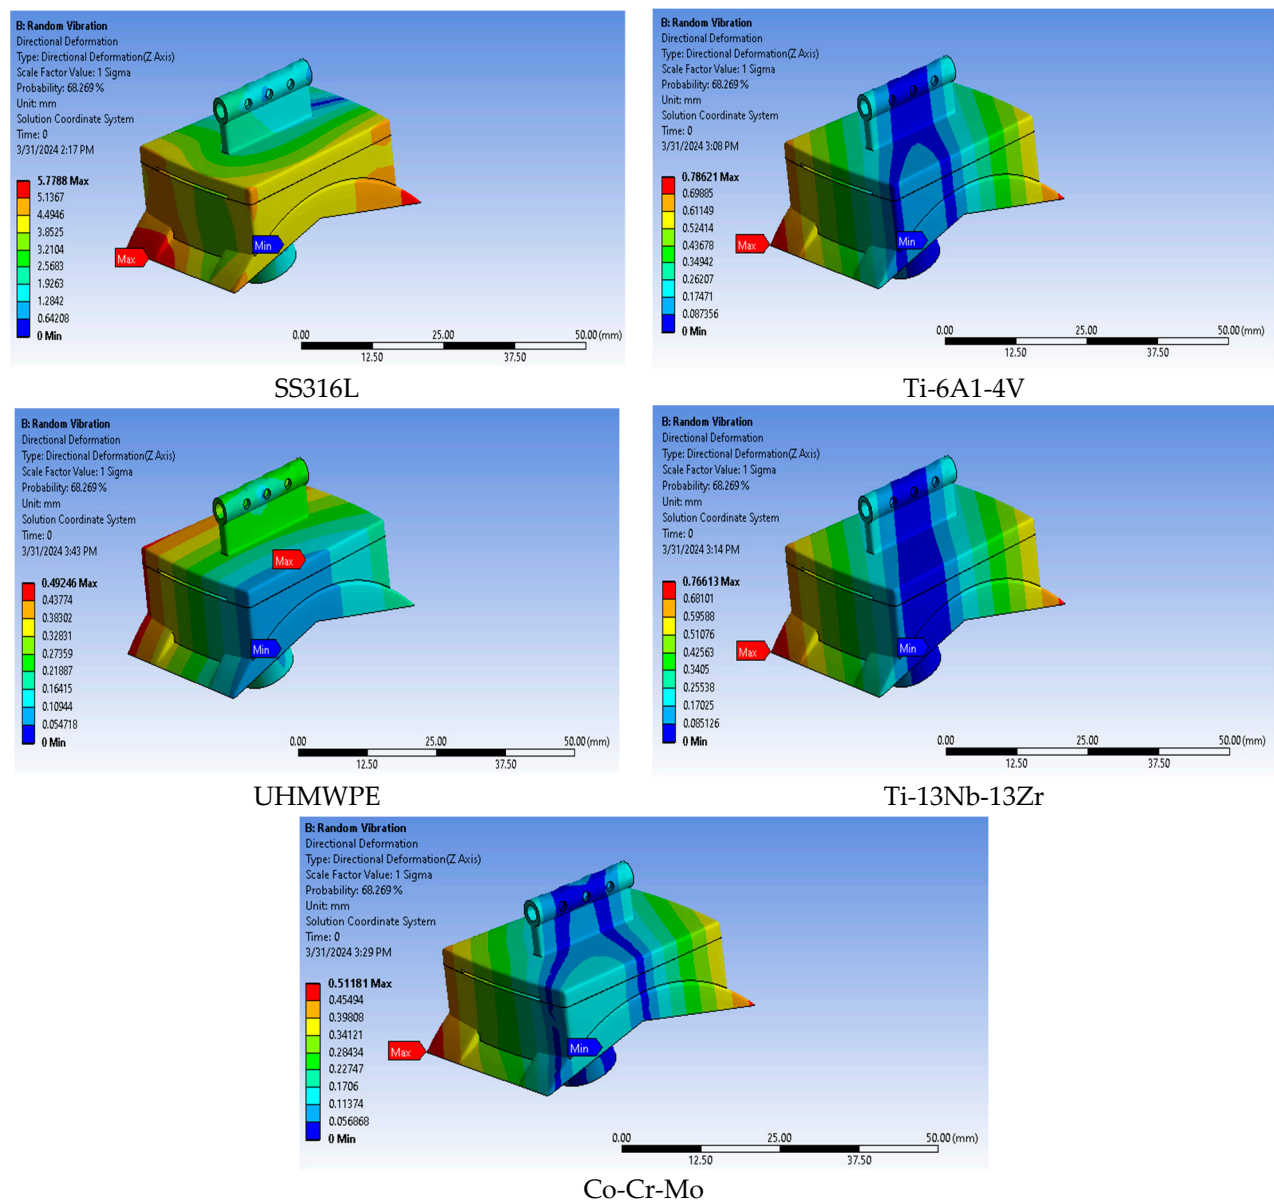 B: Random Vibration
Directional Deformation
Type: Directional Deformation(Z Axis)
Scale Factor Value: 1 Sigma
Probability: 68.269 %
Unit: mm
Solution Coordinate System
Time: 0
3/31/2024 2:17 PM
5.7788 Max
5.1367
4.4946
3.8525
3.2104
2.5683
1.9263
1.2842
0.64208
0 Min
Max
Min
0.00 25.00 50.00 (mm)
12.50 37.50
SS316L
B: Random Vibration
Directional Deformation
Type: Directional Deformation(Z Axis)
Scale Factor Value: 1 Sigma
Probability: 68.269 %
Unit: mm
Solution Coordinate System
Time: 0
3/31/2024 3:08 PM
0.78621 Max
0.69885
0.61149
0.52414
0.43678
0.34942
0.26207
0.17471
0.087356
0 Min
Max
Min
0.00 25.00 50.00 (mm)
12.50 37.50
Ti-6A1-4V
B: Random Vibration
Directional Deformation
Type: Directional Deformation(Z Axis)
Scale Factor Value: 1 Sigma
Probability: 68.269 %
Unit: mm
Solution Coordinate System
Time: 0
3/31/2024 3:43 PM
0.49246 Max
0.43774
0.38302
0.32831
0.27359
0.21887
0.16415
0.10944
0.054718
0 Min
Max
Min
0.00 25.00 50.00 (mm)
12.50 37.50
UHMWPE
B: Random Vibration
Directional Deformation
Type: Directional Deformation(Z Axis)
Scale Factor Value: 1 Sigma
Probability: 68.269 %
Unit: mm
Solution Coordinate System
Time: 0
3/31/2024 3:14 PM
0.76613 Max
0.68101
0.59588
0.51076
0.42563
0.3405
0.25538
0.17025
0.085126
0 Min
Max
Min
0.00 25.00 50.00 (mm)
12.50 37.50
Ti-13Nb-13Zr
B: Random Vibration
Directional Deformation
Type: Directional Deformation(Z Axis)
Scale Factor Value: 1 Sigma
Probability: 68.269 %
Unit: mm
Solution Coordinate System
Time: 0
3/31/2024 3:29 PM
0.51181 Max
0.45494
0.39808
0.34121
0.28434
0.22747
0.1706
0.11374
0.056868
0 Min
Max
Min
0.00 25.00 50.00 (mm)
12.50 37.50
Co-Cr-Mo